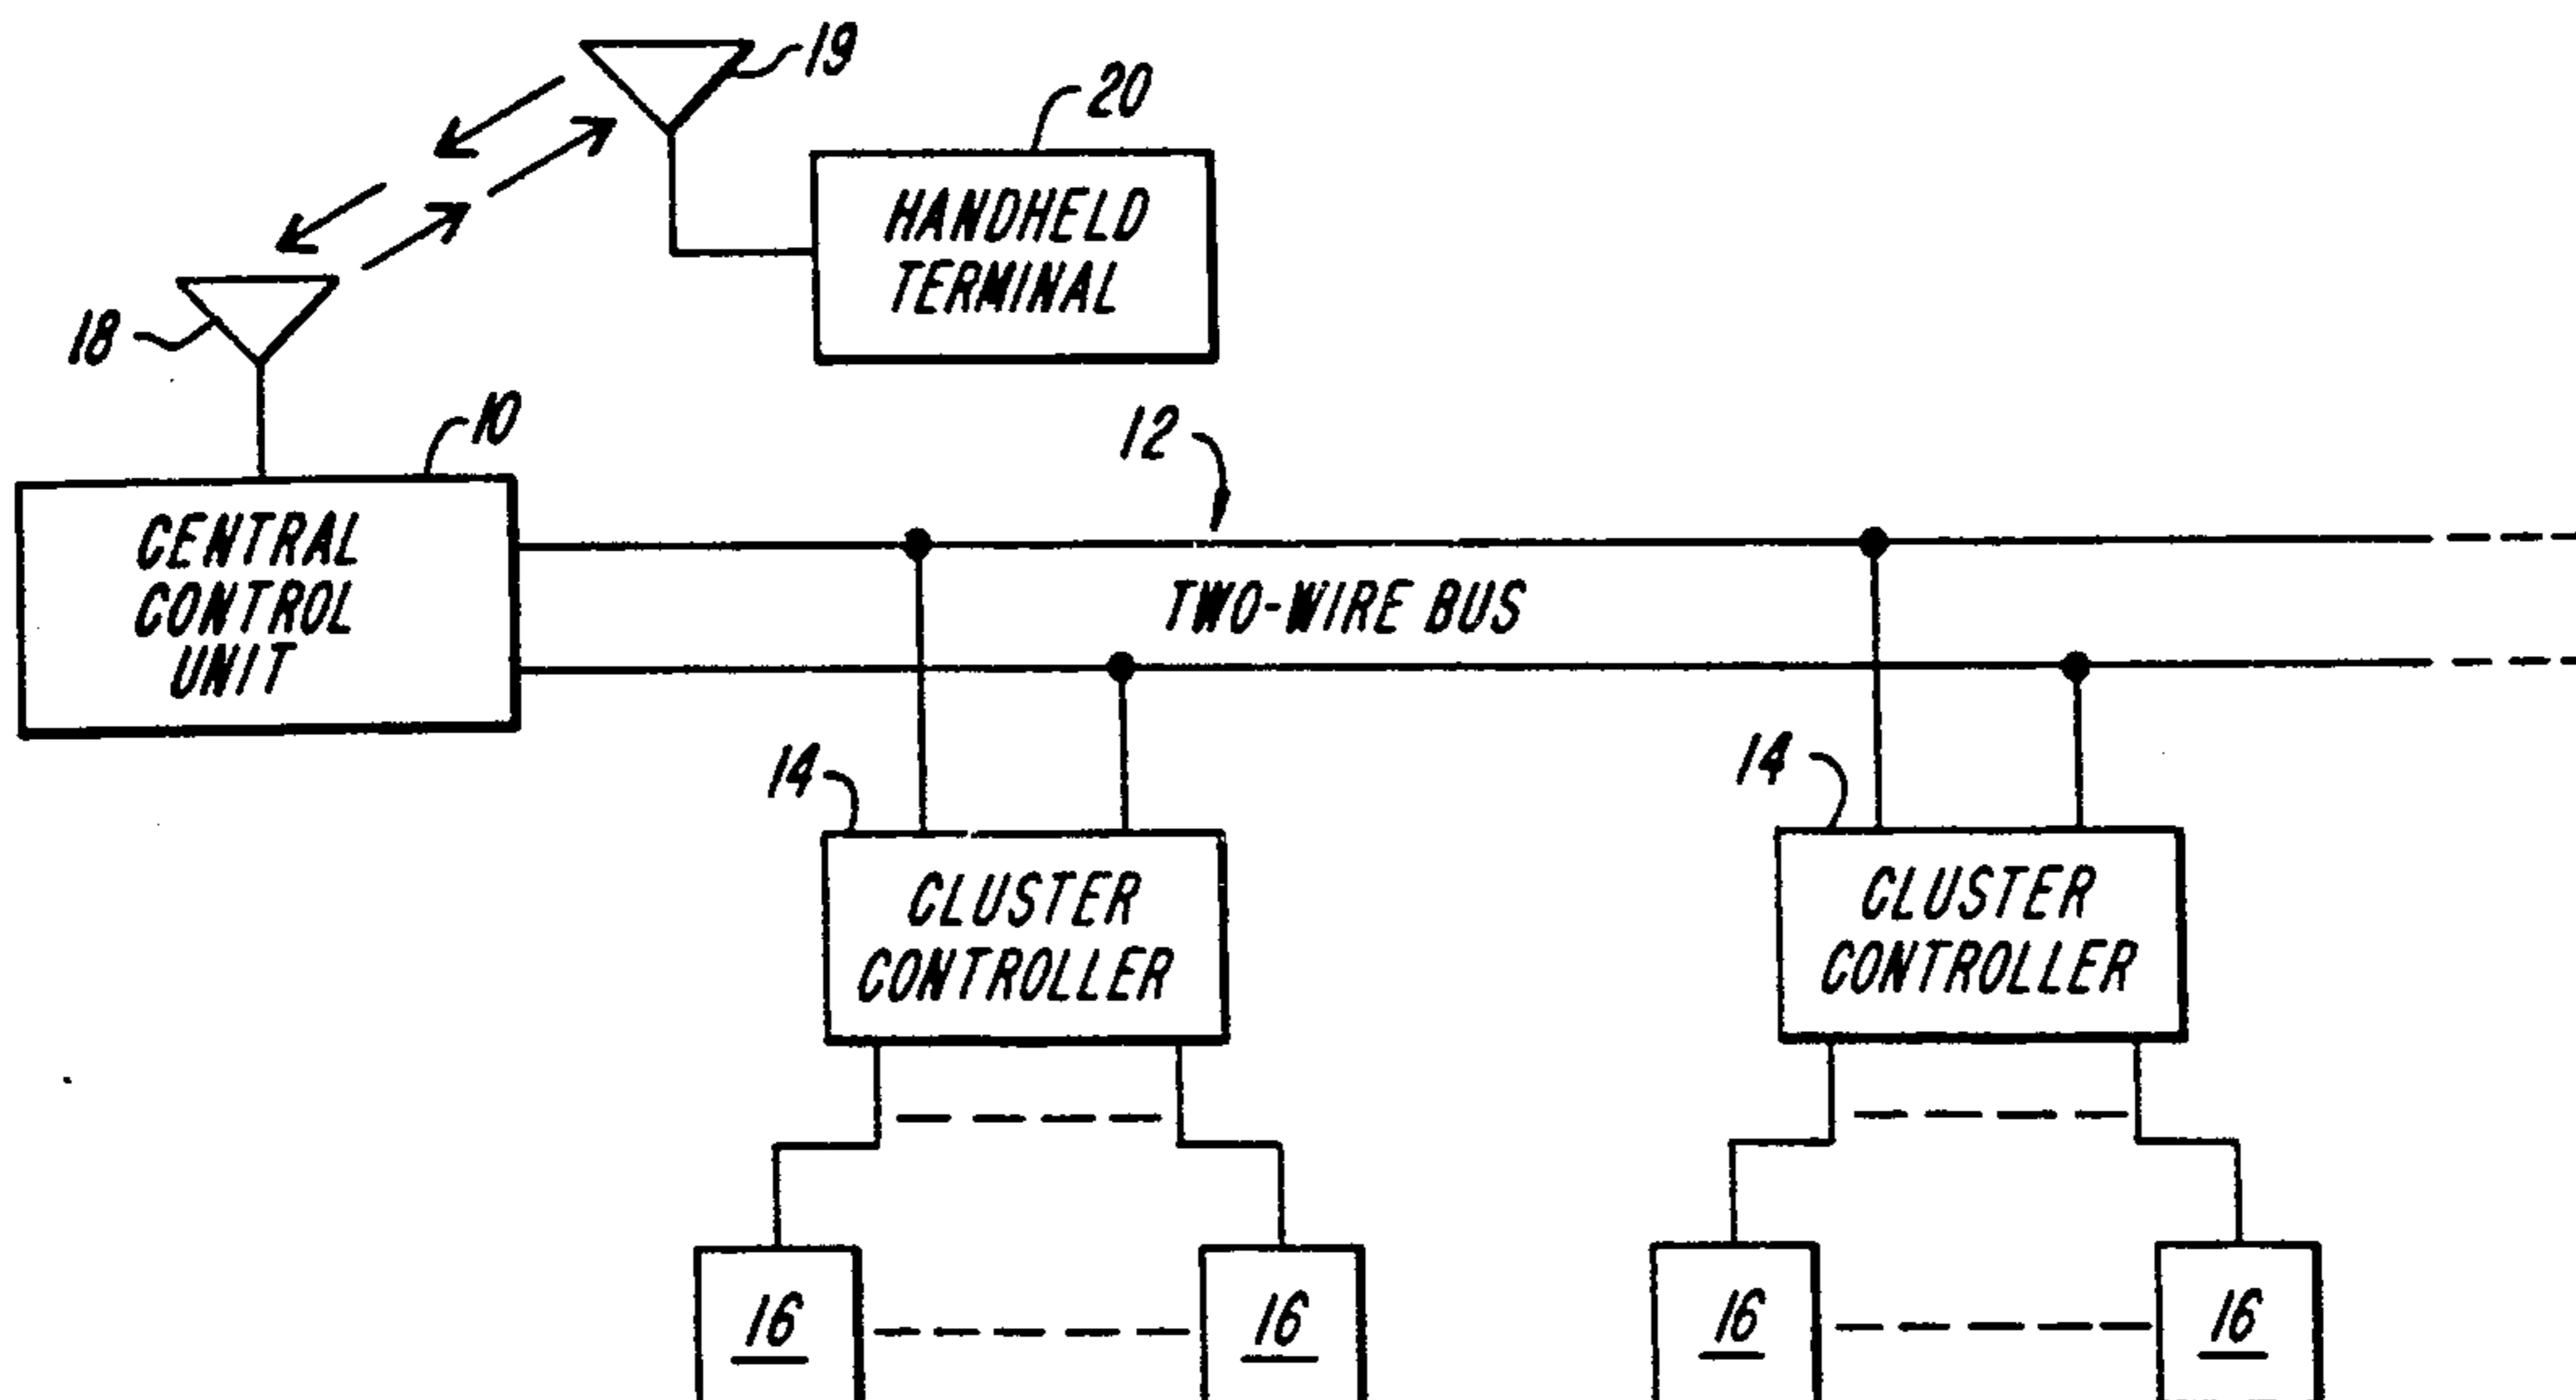 19
20
HANDHELD
TERMINAL
18
10
12
CENTRAL
CONTROL
UNIT
TWO-WIRE BUS
14
14
CLUSTER
CONTROLLER
CLUSTER
CONTROLLER
16
16
16
16